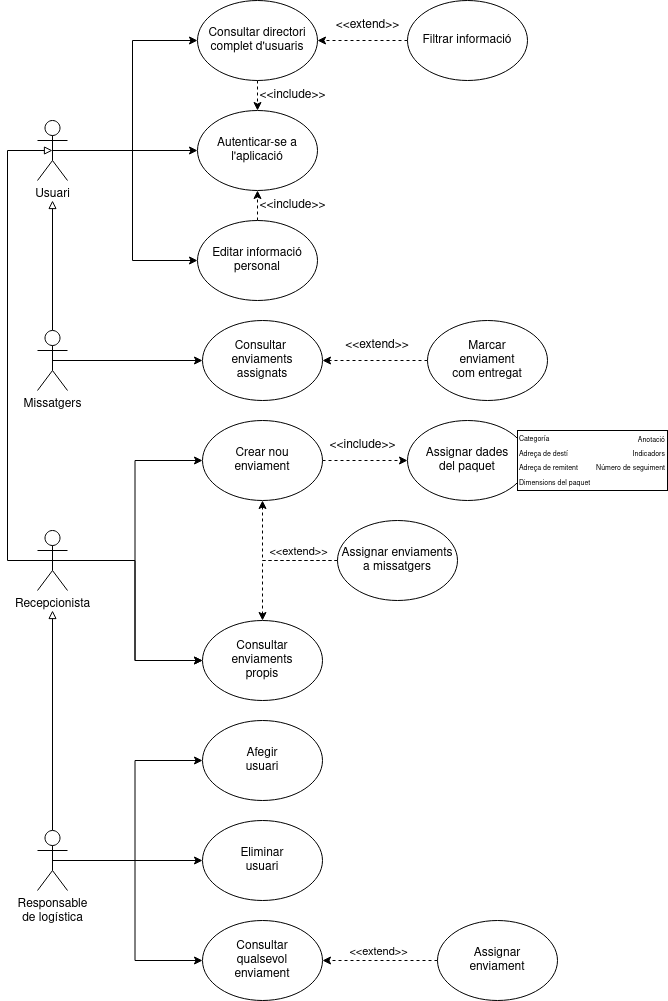 Consultar directori
complet d'usuaris
<<extend>>
Filtrar informació
<<include>>
Autenticar-se a
l'aplicació
Usuari
<<include>>
Editar informació
personal
Consultar
enviaments
assignats
<<extend>>
Marcar
enviament
com entregat
Missatgers
Crear nou
enviament
<<include>>
Assignar dades
del paquet
Categoría
Anotació
Adreça de destí
Indicadors
Adreça de remitent
Número de seguiment
Dimensions del paquet
<<extend>>
Assignar enviaments
a missatgers
Recepcionista
Consultar
enviaments
propis
Afegir
usuari
Eliminar
usuari
Responsable
de logística
Consultar
qualsevol
enviament
<<extend>>
Assignar
enviament